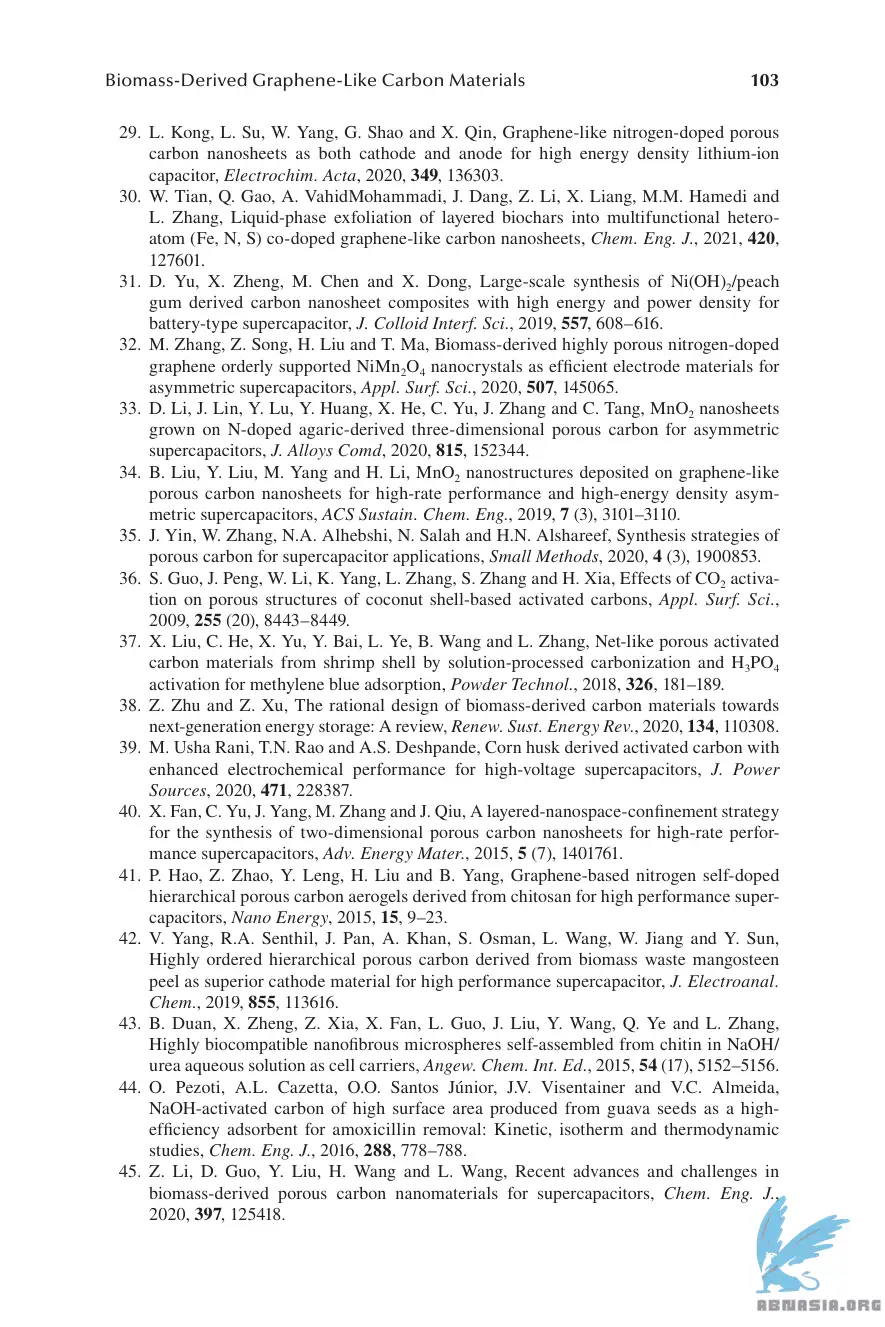 Biomass-Derived Graphene-Like Carbon Materials 103
29. L. Kong, L. Su, W. Yang, G. Shao and X. Qin, Graphene-like nitrogen-doped porous
carbon nanosheets as both cathode and anode for high energy density lithium-ion
capacitor, Electrochim. Acta, 2020, 349, 136303.
30. W. Tian, Q. Gao, A. VahidMohammadi, J. Dang, Z. Li, X. Liang, M.M. Hamedi and
L. Zhang, Liquid-phase exfoliation of layered biochars into multifunctional hetero-
atom (Fe, N, S) co-doped graphene-like carbon nanosheets, Chem. Eng. J., 2021, 420,
127601.
31. D. Yu, X. Zheng, M. Chen and X. Dong, Large-scale synthesis of Ni(OH)₂/peach
gum derived carbon nanosheet composites with high energy and power density for
battery-type supercapacitor, J. Colloid Interf. Sci., 2019, 557, 608–616.
32. M. Zhang, Z. Song, H. Liu and T. Ma, Biomass-derived highly porous nitrogen-doped
graphene orderly supported NiMn₂O₄ nanocrystals as efficient electrode materials for
asymmetric supercapacitors, Appl. Surf. Sci., 2020, 507, 145065.
33. D. Li, J. Lin, Y. Lu, Y. Huang, X. He, C. Yu, J. Zhang and C. Tang, MnO₂ nanosheets
grown on N-doped agaric-derived three-dimensional porous carbon for asymmetric
supercapacitors, J. Alloys Comd, 2020, 815, 152344.
34. B. Liu, Y. Liu, M. Yang and H. Li, MnO₂ nanostructures deposited on graphene-like
porous carbon nanosheets for high-rate performance and high-energy density asym-
metric supercapacitors, ACS Sustain. Chem. Eng., 2019, 7 (3), 3101–3110.
35. J. Yin, W. Zhang, N.A. Alhebshi, N. Salah and H.N. Alshareef, Synthesis strategies of
porous carbon for supercapacitor applications, Small Methods, 2020, 4 (3), 1900853.
36. S. Guo, J. Peng, W. Li, K. Yang, L. Zhang, S. Zhang and H. Xia, Effects of CO₂ activa-
tion on porous structures of coconut shell-based activated carbons, Appl. Surf. Sci.,
2009, 255 (20), 8443–8449.
37. X. Liu, C. He, X. Yu, Y. Bai, L. Ye, B. Wang and L. Zhang, Net-like porous activated
carbon materials from shrimp shell by solution-processed carbonization and H₃PO₄
activation for methylene blue adsorption, Powder Technol., 2018, 326, 181–189.
38. Z. Zhu and Z. Xu, The rational design of biomass-derived carbon materials towards
next-generation energy storage: A review, Renew. Sust. Energy Rev., 2020, 134, 110308.
39. M. Usha Rani, T.N. Rao and A.S. Deshpande, Corn husk derived activated carbon with
enhanced electrochemical performance for high-voltage supercapacitors, J. Power
Sources, 2020, 471, 228387.
40. X. Fan, C. Yu, J. Yang, M. Zhang and J. Qiu, A layered-nanospace-confinement strategy
for the synthesis of two-dimensional porous carbon nanosheets for high-rate perfor-
mance supercapacitors, Adv. Energy Mater., 2015, 5 (7), 1401761.
41. P. Hao, Z. Zhao, Y. Leng, H. Liu and B. Yang, Graphene-based nitrogen self-doped
hierarchical porous carbon aerogels derived from chitosan for high performance super-
capacitors, Nano Energy, 2015, 15, 9–23.
42. V. Yang, R.A. Senthil, J. Pan, A. Khan, S. Osman, L. Wang, W. Jiang and Y. Sun,
Highly ordered hierarchical porous carbon derived from biomass waste mangosteen
peel as superior cathode material for high performance supercapacitor, J. Electroanal.
Chem., 2019, 855, 113616.
43. B. Duan, X. Zheng, Z. Xia, X. Fan, L. Guo, J. Liu, Y. Wang, Q. Ye and L. Zhang,
Highly biocompatible nanofibrous microspheres self-assembled from chitin in NaOH/
urea aqueous solution as cell carriers, Angew. Chem. Int. Ed., 2015, 54 (17), 5152–5156.
44. O. Pezoti, A.L. Cazetta, O.O. Santos Júnior, J.V. Visentainer and V.C. Almeida,
NaOH-activated carbon of high surface area produced from guava seeds as a high-
efficiency adsorbent for amoxicillin removal: Kinetic, isotherm and thermodynamic
studies, Chem. Eng. J., 2016, 288, 778–788.
45. Z. Li, D. Guo, Y. Liu, H. Wang and L. Wang, Recent advances and challenges in
biomass-derived porous carbon nanomaterials for supercapacitors, Chem. Eng. J.,
2020, 397, 125418.
ABNASIA.ORG